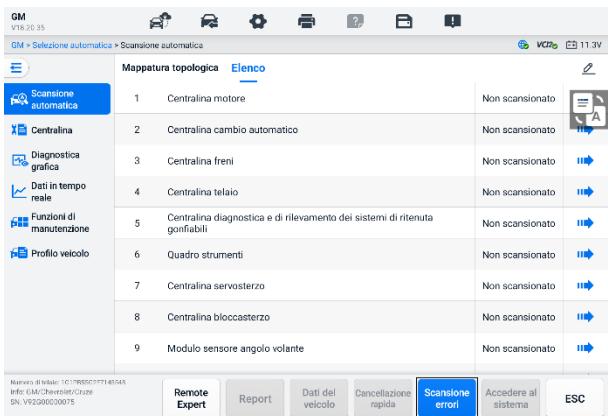 GM
V18.20.35
GM > Selezione automatica > Scansione automatica
VCI 11.3V
Mappatura topologica Elenco
Scansione automatica
Centralina
Diagnostica grafica
Dati in tempo reale
Funzioni di manutenzione
Profilo veicolo
1 Centralina motore Non scansionato
2 Centralina cambio automatico Non scansionato
3 Centralina freni Non scansionato
4 Centralina telaio Non scansionato
5 Centralina diagnostica e di rilevamento dei sistemi di ritenuta gonfiabili Non scansionato
6 Quadro strumenti Non scansionato
7 Centralina servosterzo Non scansionato
8 Centralina bloccasterzo Non scansionato
9 Modulo sensore angolo volante Non scansionato
A
Numero di telaio:
Info: GM/Chevrolet/Cruze
SN: V92G00000075
Remote Expert
Report
Dati del veicolo
Cancellazione rapida
Scansione errori
Accedere al sistema
ESC